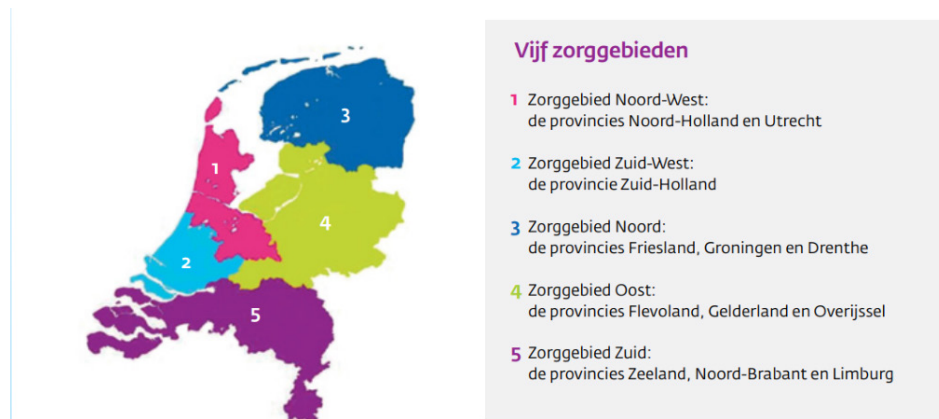 3
1
4
2
5
Vijf zorggebieden
1 Zorggebied Noord-West:
de provincies Noord-Holland en Utrecht
2 Zorggebied Zuid-West:
de provincie Zuid-Holland
3 Zorggebied Noord:
de provincies Friesland, Groningen en Drenthe
4 Zorggebied Oost:
de provincies Flevoland, Gelderland en Overijssel
5 Zorggebied Zuid:
de provincies Zeeland, Noord-Brabant en Limburg